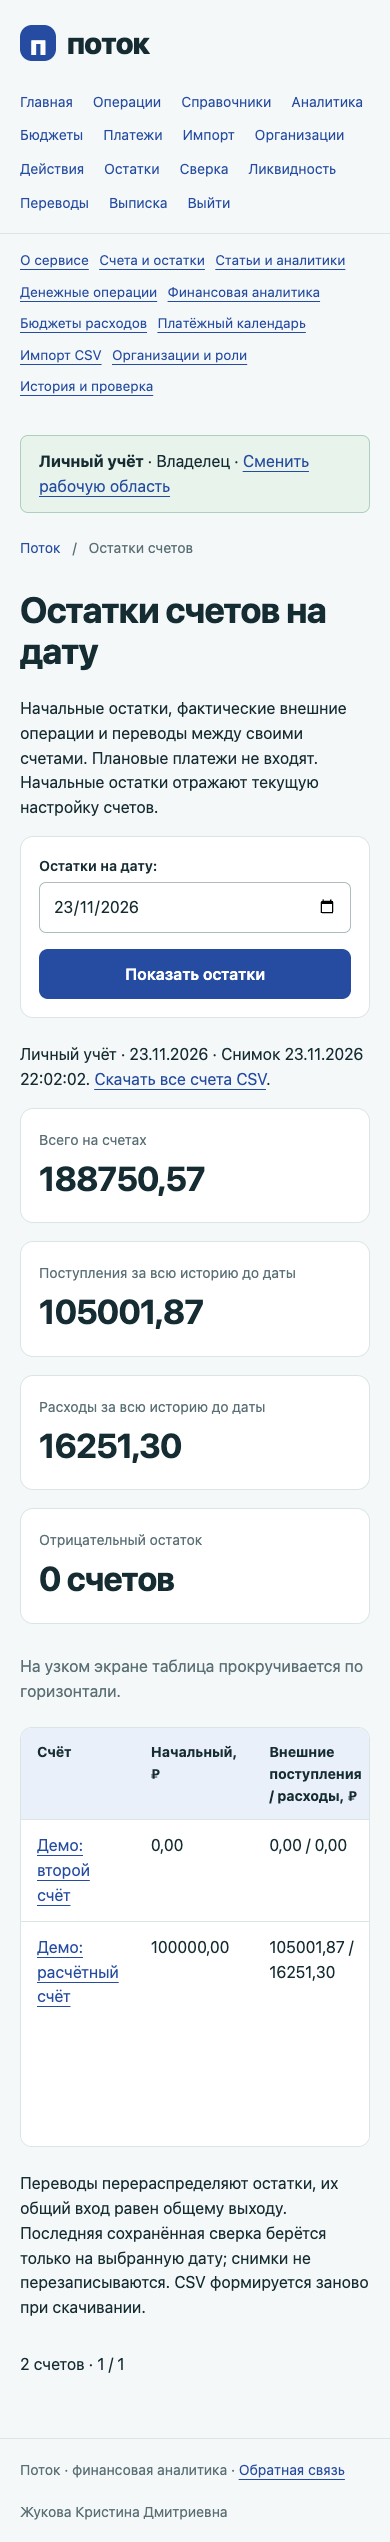 п поток
Главная Операции Справочники Аналитика
Бюджеты Платежи Импорт Организации
Действия Остатки Сверка Ликвидность
Переводы Выписка Выйти
О сервисе Счета и остатки Статьи и аналитики
Денежные операции Финансовая аналитика
Бюджеты расходов Платёжный календарь
Импорт CSV Организации и роли
История и проверка
Личный учёт · Владелец · Сменить
рабочую область
Поток / Остатки счетов
Остатки счетов на
дату
Начальные остатки, фактические внешние
операции и переводы между своими
счетами. Плановые платежи не входят.
Начальные остатки отражают текущую
настройку счетов.
Остатки на дату:
23/11/2026
Показать остатки
Личный учёт · 23.11.2026 · Снимок 23.11.2026
22:02:02. Скачать все счета CSV.
Всего на счетах
188750,57
Поступления за всю историю до даты
105001,87
Расходы за всю историю до даты
16251,30
Отрицательный остаток
0 счетов
На узком экране таблица прокручивается по
горизонтали.
Счёт Начальный, Внешние
₽ поступления
/ расходы, ₽
Демо: 0,00 0,00 / 0,00
второй
счёт
Демо: 100000,00 105001,87 /
расчётный 16251,30
счёт
Переводы перераспределяют остатки, их
общий вход равен общему выходу.
Последняя сохранённая сверка берётся
только на выбранную дату; снимки не
перезаписываются. CSV формируется заново
при скачивании.
2 счетов · 1 / 1
Поток · финансовая аналитика · Обратная связь
Жукова Кристина Дмитриевна